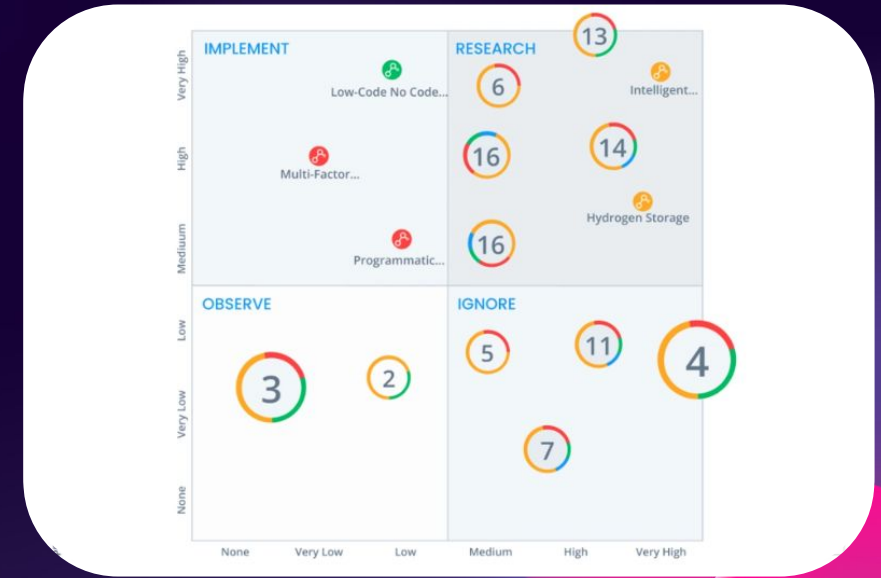 IMPLEMENT
RESEARCH
13
Very High
Low-Code No Code...
6
Intelligent...
High
Multi-Factor...
16
14
Hydrogen Storage
Mediuum
Programmatic...
16
OBSERVE
IGNORE
Low
3
2
5
11
4
Very Low
7
None
None
Very Low
Low
Medium
High
Very High